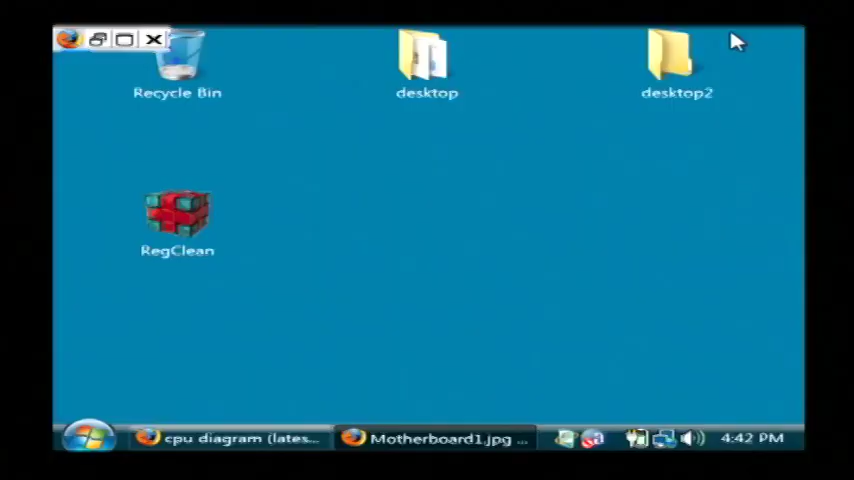 Recycle Bin
desktop
desktop2
RegClean
cpu diagram (lates...
Motherboard1.jpg ...
4:42 PM